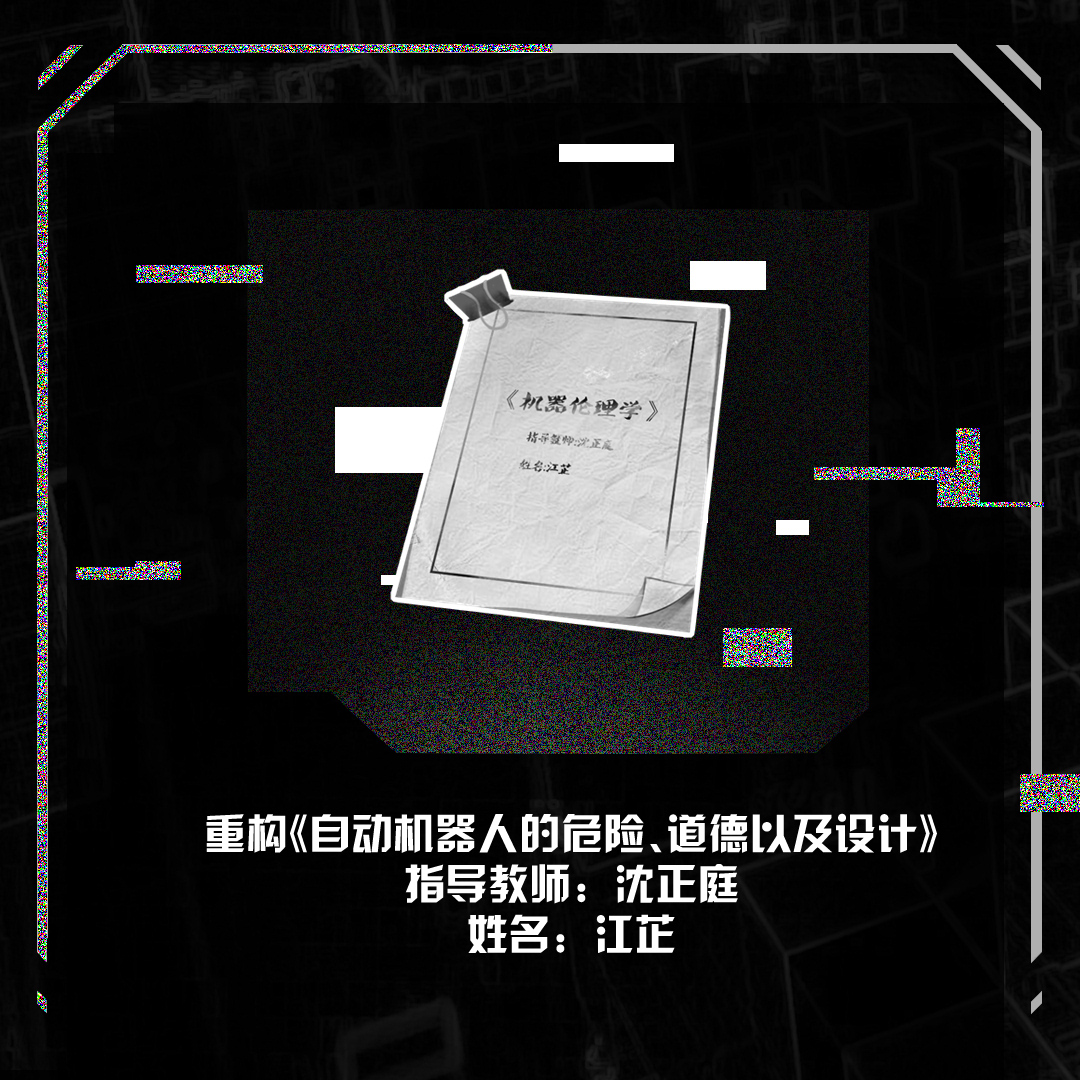 《机器伦理学》
指导教师:沈正庭
姓名:江芷
重构《自动机器人的危险、道德以及设计》
指导教师：沈正庭
姓名：江芷